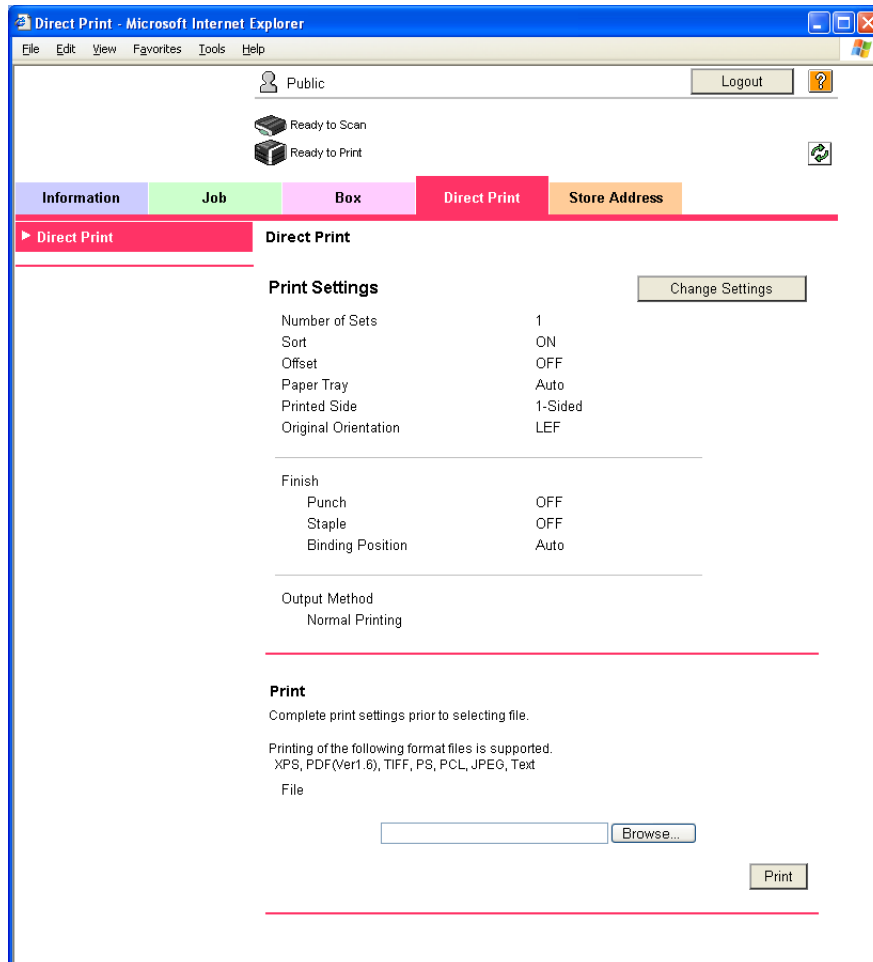 Direct Print - Microsoft Internet Explorer
File Edit View Favorites Tools Help
Public Logout ?
Ready to Scan
Ready to Print
Information Job Box Direct Print Store Address
Direct Print Direct Print
Print Settings Change Settings
Number of Sets 1
Sort ON
Offset OFF
Paper Tray Auto
Printed Side 1-Sided
Original Orientation LEF
Finish
Punch OFF
Staple OFF
Binding Position Auto
Output Method
Normal Printing
Print
Complete print settings prior to selecting file.
Printing of the following format files is supported.
XPS, PDF(Ver1.6), TIFF, PS, PCL, JPEG, Text
File
Browse...
Print